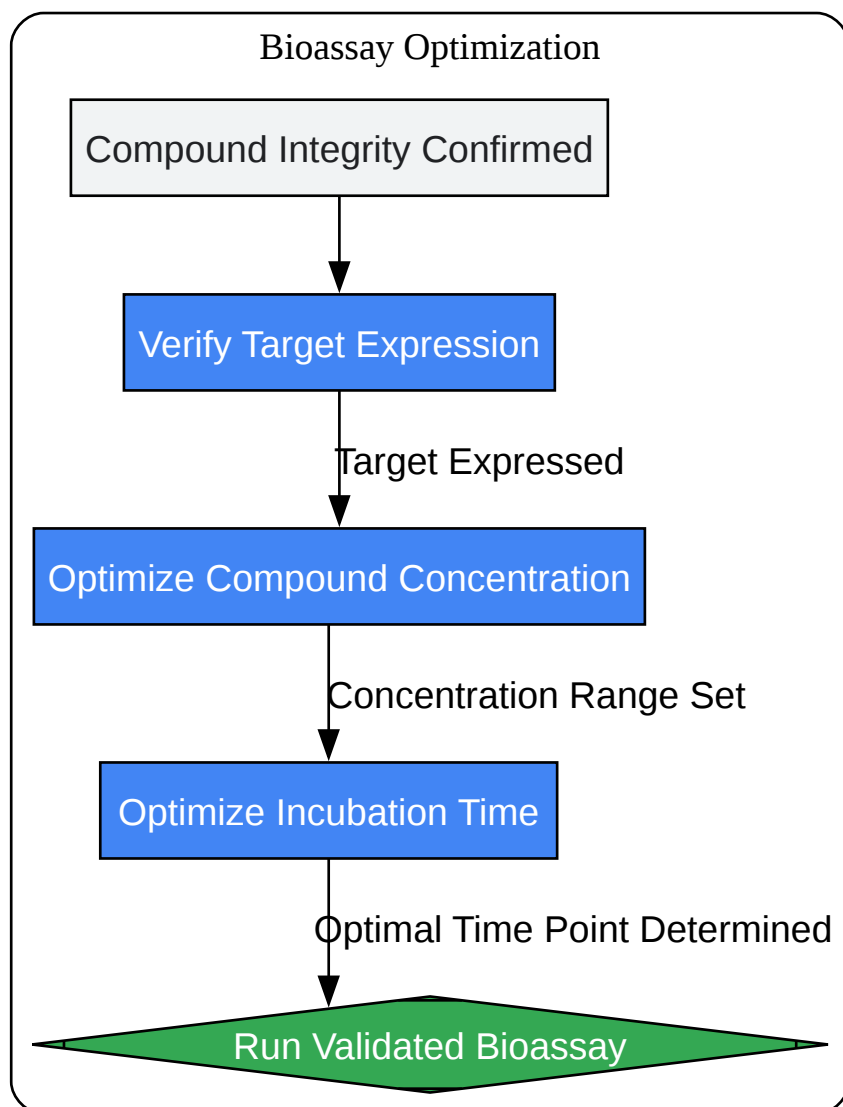 Bioassay Optimization
Compound Integrity Confirmed
Verify Target Expression
Target Expressed
Optimize Compound Concentration
Concentration Range Set
Optimize Incubation Time
Optimal Time Point Determined
Run Validated Bioassay